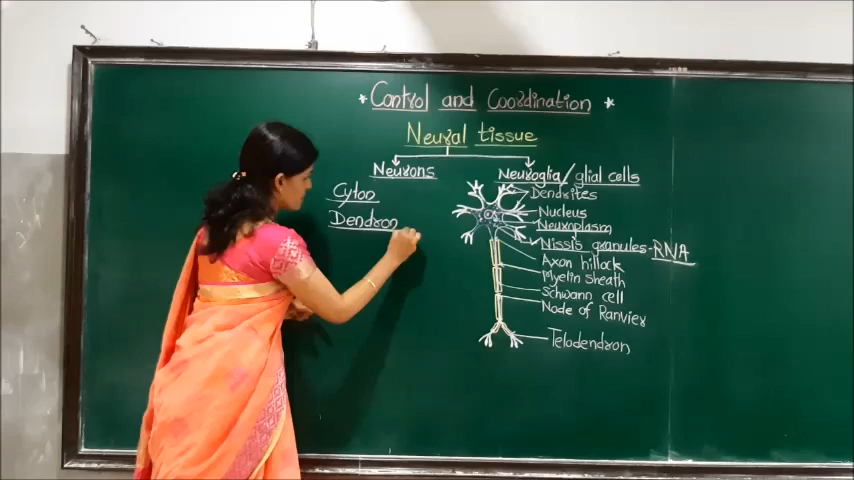 * Control and Coordination *
Neural tissue
Neurons
Neuroglia / glial cells
Cyton
Dendron
Dendrites
Nucleus
Neuroplasm
Nissls granules - RNA
Axon hillock
Myelin sheath
Schwann cell
Node of Ranvier
Telodendron